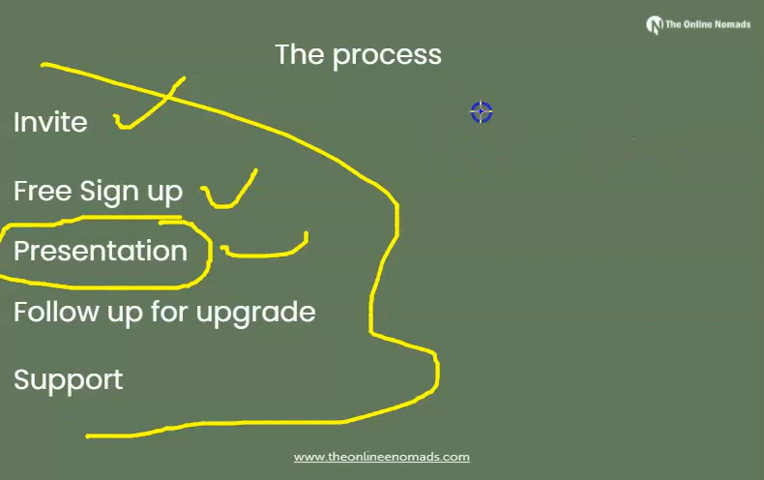 The Online Nomads
The process
Invite
Free Sign up
Presentation
Follow up for upgrade
Support
www.theonlineenomads.com